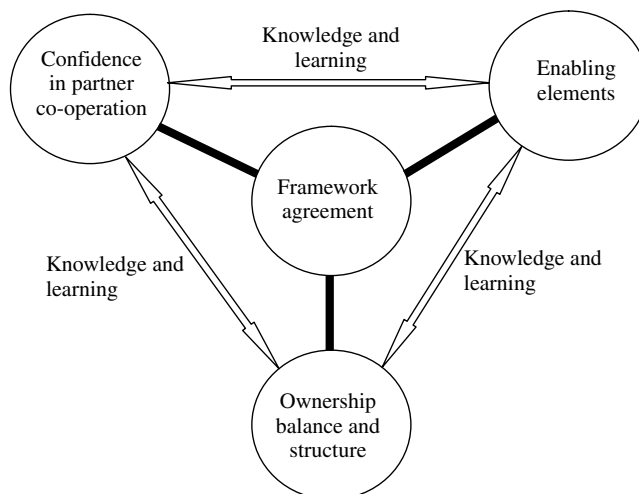 Confidence
in partner
co-operation
Knowledge and
learning
Enabling
elements
Framework
agreement
Knowledge and
learning
Knowledge and
learning
Ownership
balance and
structure